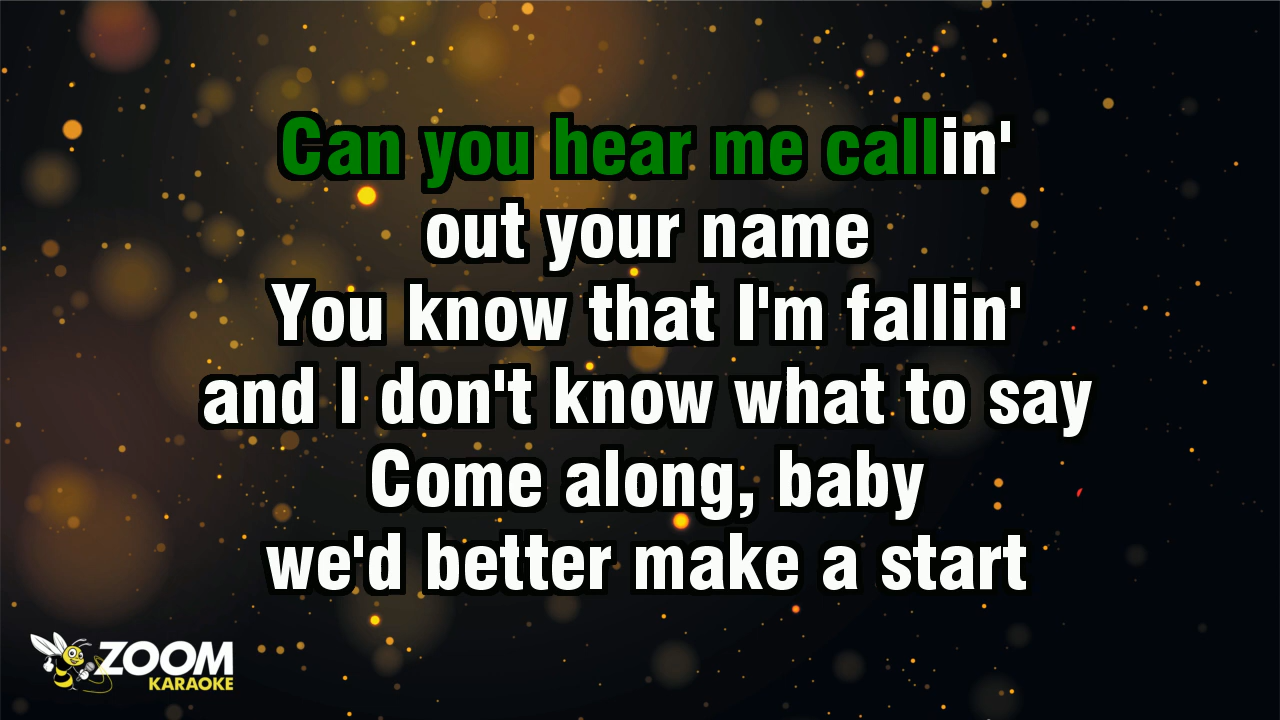 Can you hear me callin'
out your name
You know that I'm fallin'
and I don't know what to say
Come along, baby
we'd better make a start
ZOOM
KARAOKE